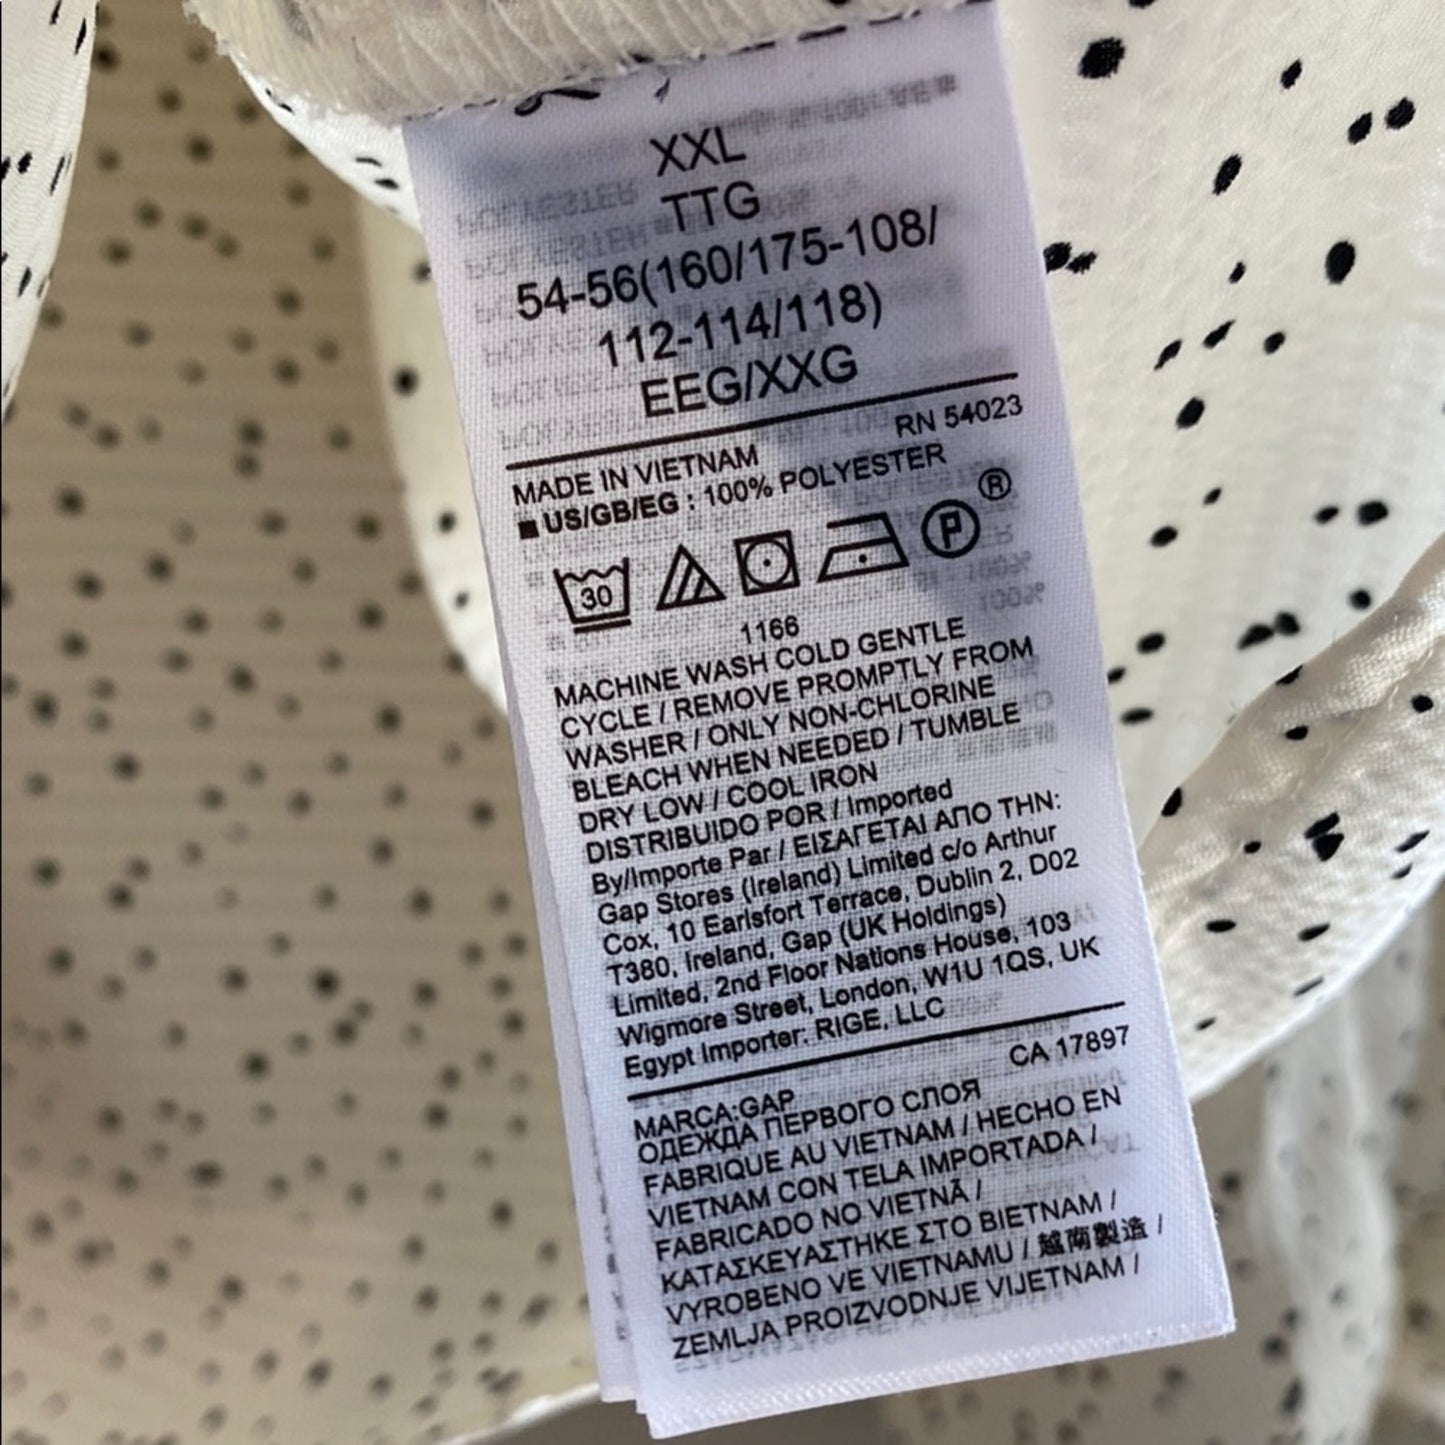 XXL
TTG
54-56(160/175-108/
112-114/118)
EEG/XXG
RN 54023
MADE IN VIETNAM
■US/GB/EG : 100% POLYESTER
®
30
P
1166
MACHINE WASH COLD GENTLE
CYCLE / REMOVE PROMPTLY FROM
WASHER / ONLY NON-CHLORINE
BLEACH WHEN NEEDED / TUMBLE
DRY LOW / COOL IRON
DISTRIBUIDO POR / Imported
By/Importe Par / ΕΙΣΑΓΕΤΑΙ ΑΠΟ ΤΗΝ:
Gap Stores (Ireland) Limited c/o Arthur
Cox, 10 Earlsfort Terrace, Dublin 2, D02
T380, Ireland, Gap (UK Holdings)
Limited, 2nd Floor Nations House, 103
Wigmore Street, London, W1U 1QS, UK
Egypt Importer: RIGE, LLC
CA 17897
MARCA:GAP
ОДЕЖДА ПЕРВОГО СЛОЯ
FABRIQUE AU VIETNAM / HECHO EN
VIETNAM CON TELA IMPORTADA /
FABRICADO NO VIETNÃ /
ΚΑΤΑΣΚΕΥΑΣΤΗΚΕ ΣΤΟ ΒΙΕΤΝΑΜ /
VYROBENO VE VIETNAMU / 越南製造 /
ZEMLJA PROIZVODNJE VIJETNAM /